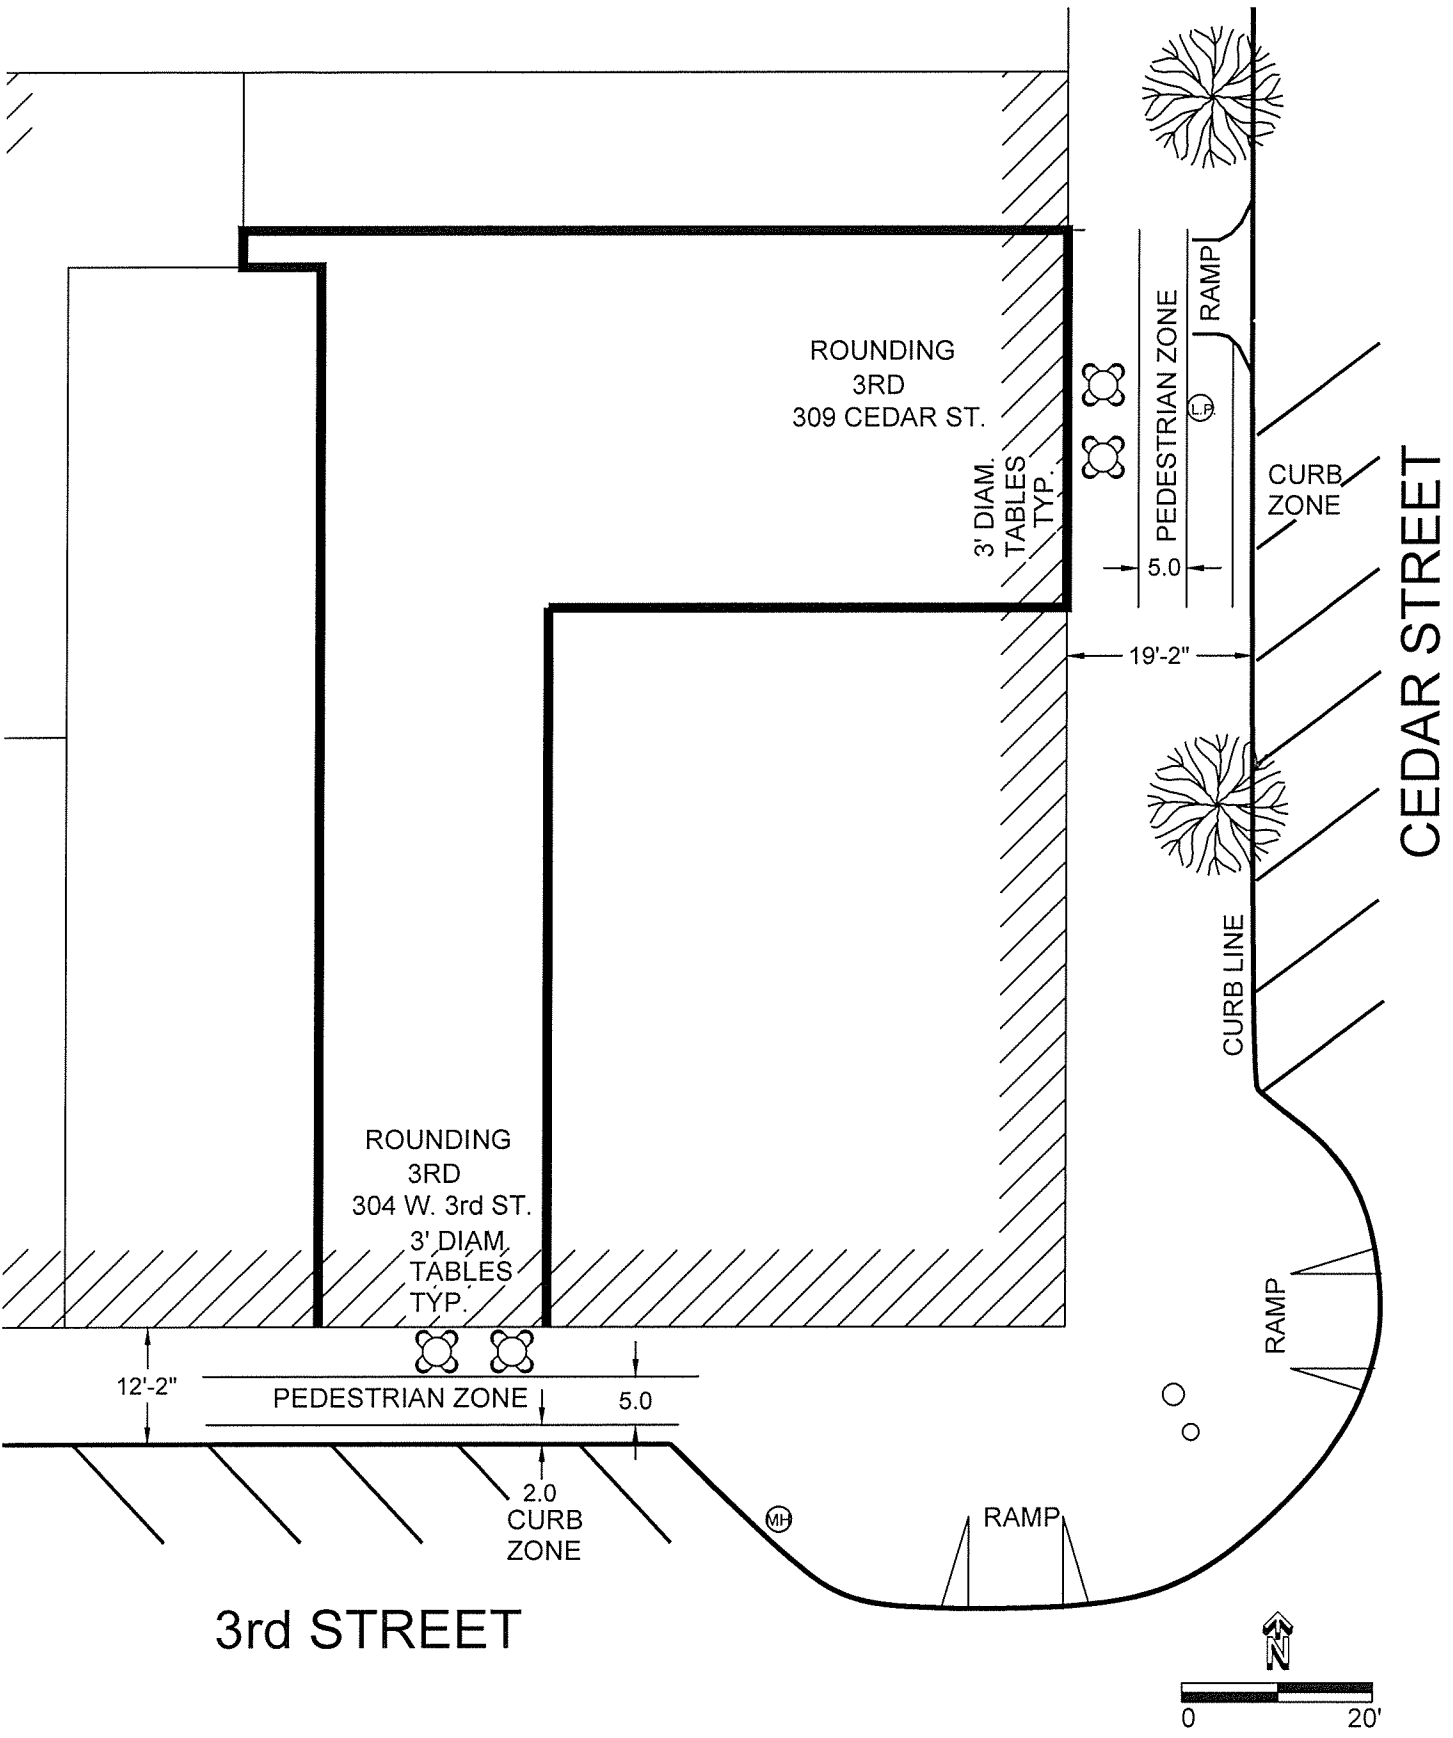 ROUNDING
3RD
309 CEDAR ST.
3' DIAM.
TABLES
TYP.
PEDESTRIAN ZONE
RAMP
L.P.
CURB
ZONE
5.0
19'-2"
CEDAR STREET
CURB LINE
ROUNDING
3RD
304 W. 3rd ST.
3' DIAM.
TABLES
TYP.
12'-2"
PEDESTRIAN ZONE
5.0
2.0
CURB
ZONE
RAMP
MH
RAMP
3rd STREET
N
0 20'